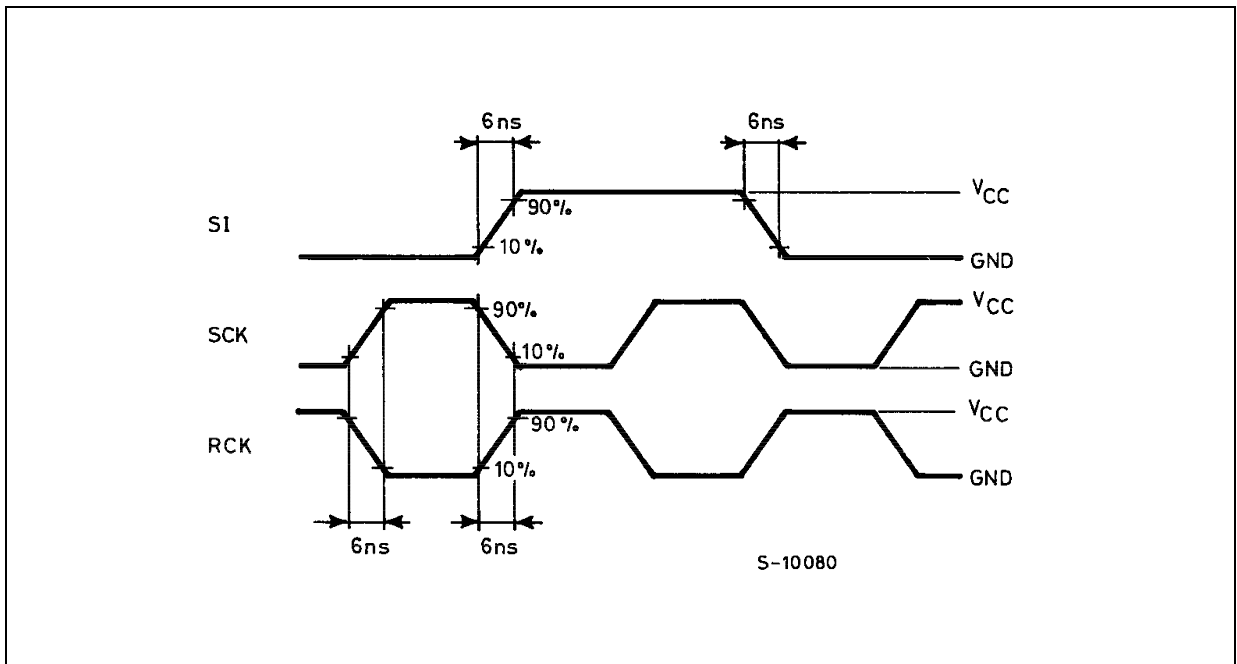 6ns 6ns
V_CC
90%
SI
10%
GND
V_CC
90%
SCK
10%
GND
V_CC
90%
RCK
10%
GND
6ns 6ns
S-10080